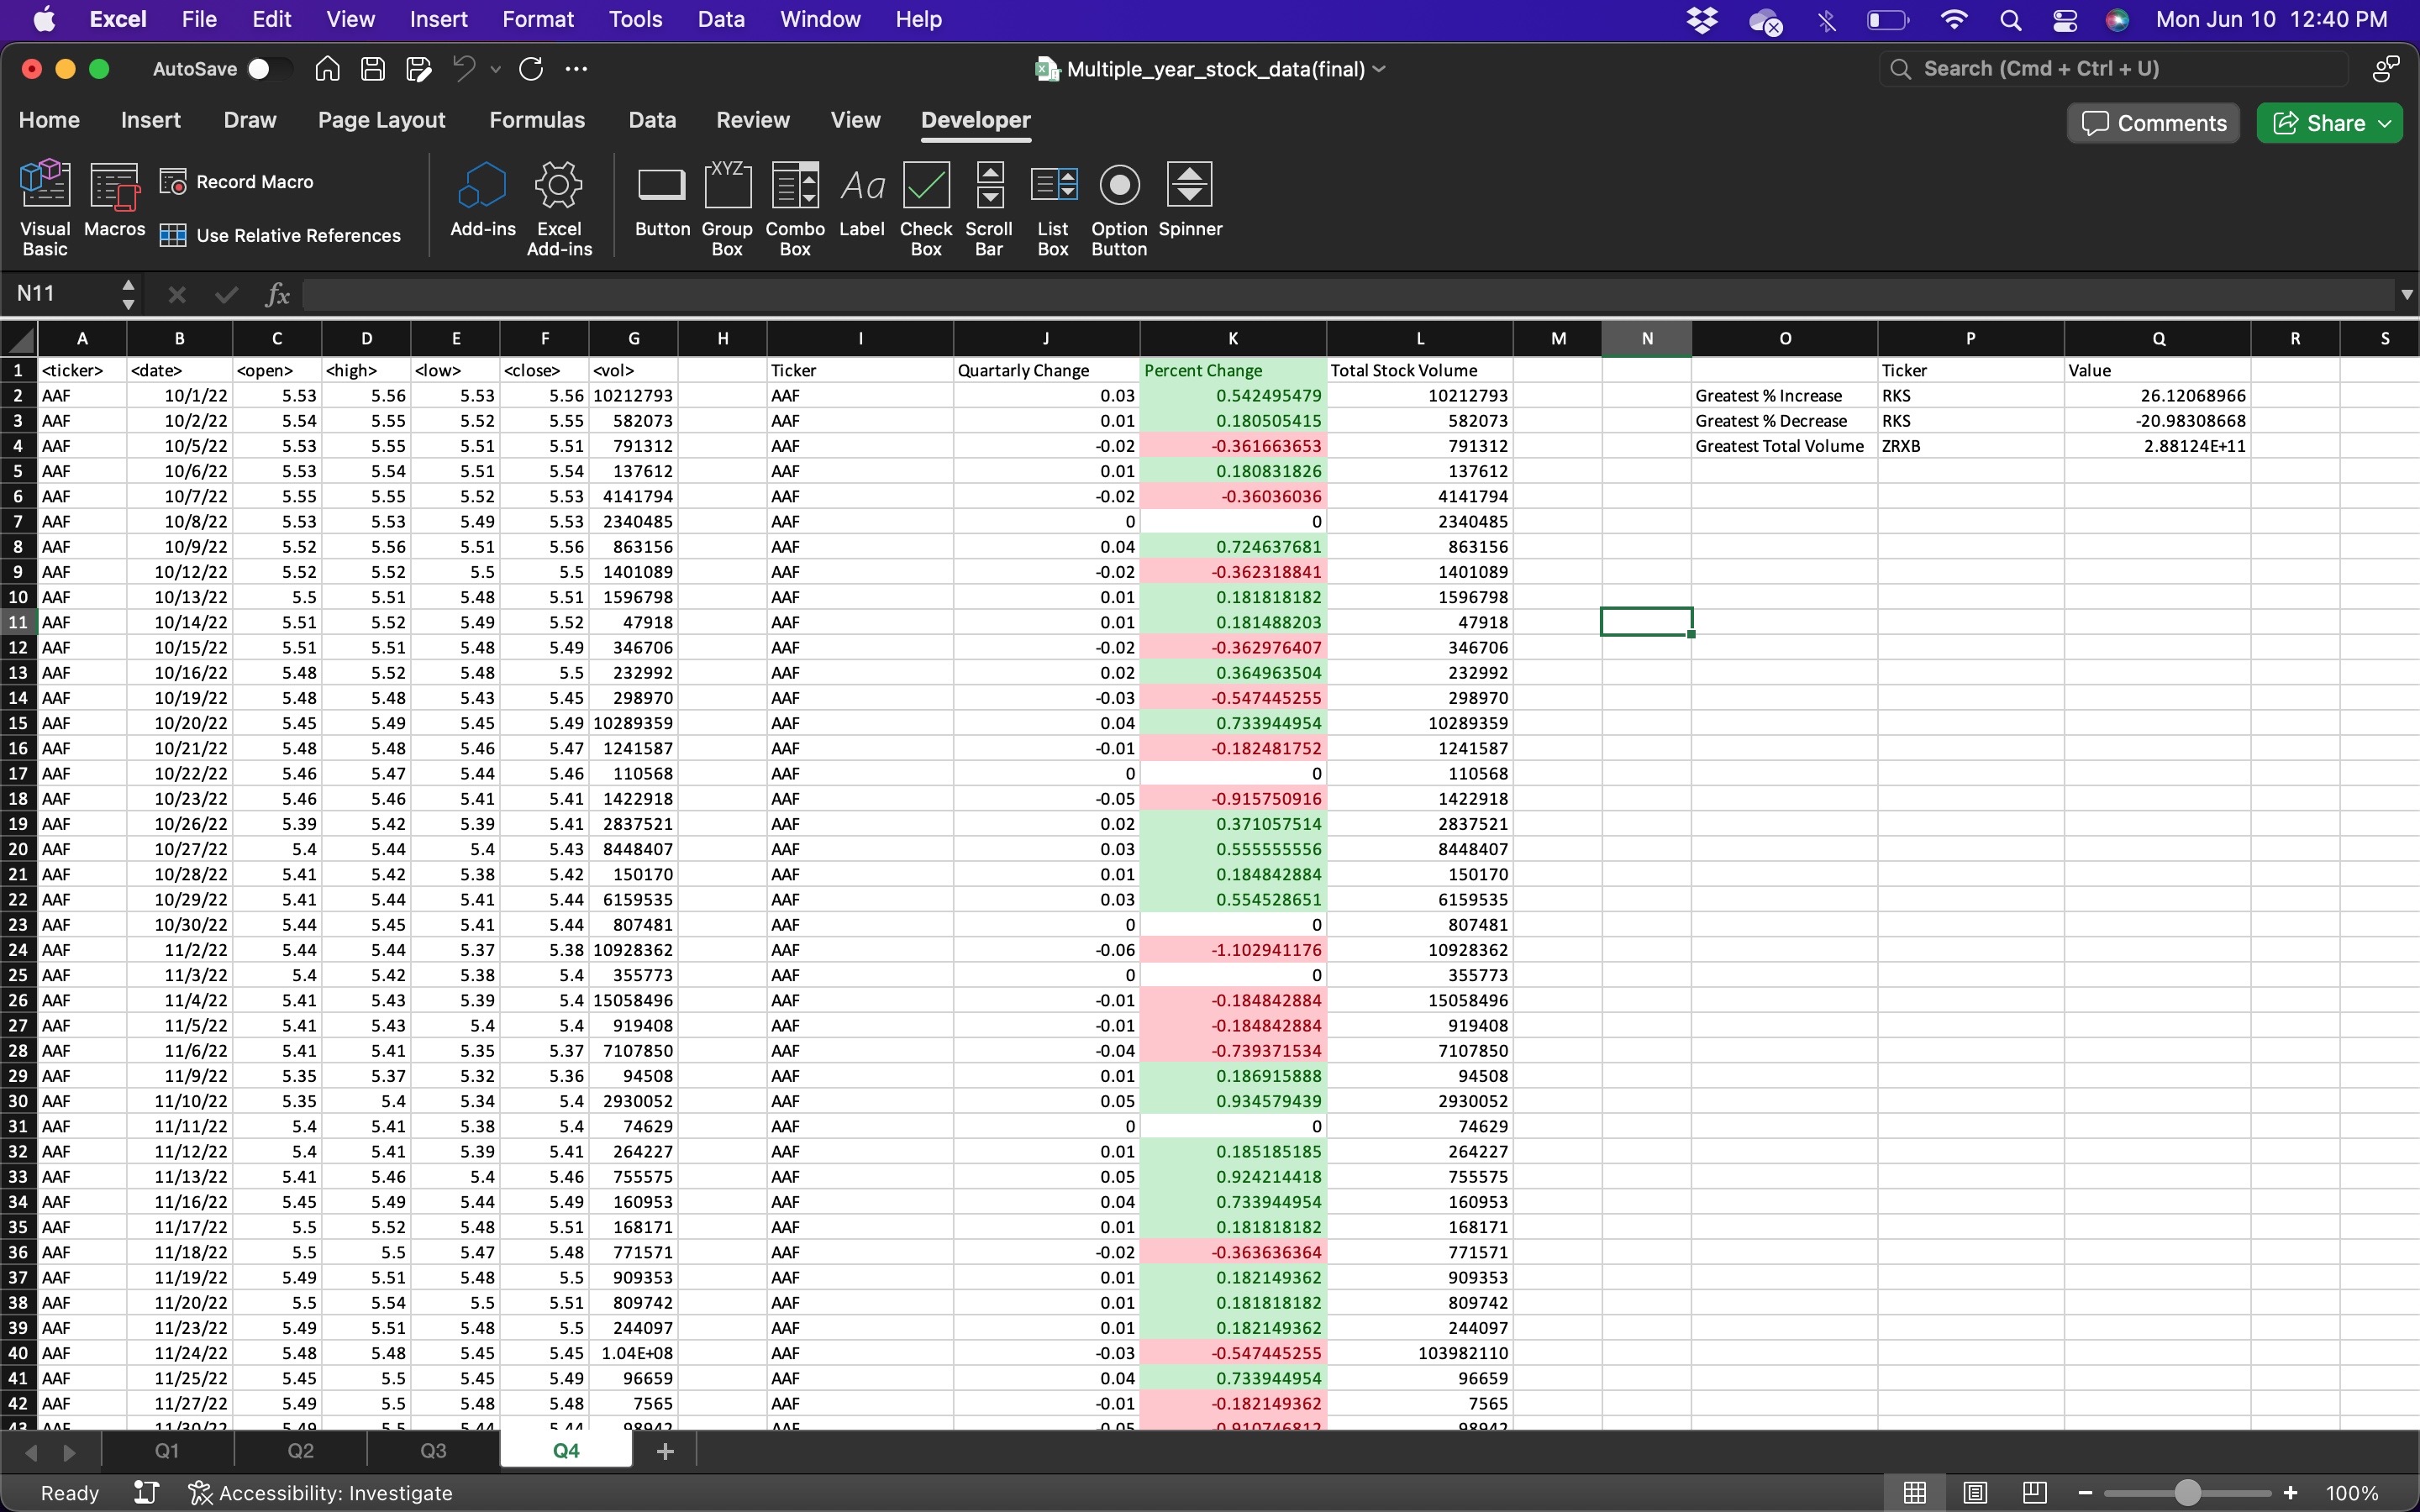 Excel File Edit View Insert Format Tools Data Window Help Mon Jun 10 12:40 PM
AutoSave Multiple_year_stock_data(final) Search (Cmd + Ctrl + U)
Home Insert Draw Page Layout Formulas Data Review View Developer Comments Share
Visual Basic Macros Record Macro Use Relative References Add-ins Excel Add-ins Button XYZ Group Box Combo Box Aa Label Check Box Scroll Bar List Box Option Button Spinner
N11 fx
A B C D E F G H I J K L M N O P Q R S
1 <ticker> <date> <open> <high> <low> <close> <vol> Ticker Quartarly Change Percent Change Total Stock Volume Ticker Value
2 AAF 10/1/22 5.53 5.56 5.53 5.56 10212793 AAF 0.03 0.542495479 10212793 Greatest % Increase RKS 26.12068966
3 AAF 10/2/22 5.54 5.55 5.52 5.55 582073 AAF 0.01 0.180505415 582073 Greatest % Decrease RKS -20.98308668
4 AAF 10/5/22 5.53 5.55 5.51 5.51 791312 AAF -0.02 -0.361663653 791312 Greatest Total Volume ZRXB 2.88124E+11
5 AAF 10/6/22 5.53 5.54 5.51 5.54 137612 AAF 0.01 0.180831826 137612
6 AAF 10/7/22 5.55 5.55 5.52 5.53 4141794 AAF -0.02 -0.36036036 4141794
7 AAF 10/8/22 5.53 5.53 5.49 5.53 2340485 AAF 0 0 2340485
8 AAF 10/9/22 5.52 5.56 5.51 5.56 863156 AAF 0.04 0.724637681 863156
9 AAF 10/12/22 5.52 5.52 5.5 5.5 1401089 AAF -0.02 -0.362318841 1401089
10 AAF 10/13/22 5.5 5.51 5.48 5.51 1596798 AAF 0.01 0.181818182 1596798
11 AAF 10/14/22 5.51 5.52 5.49 5.52 47918 AAF 0.01 0.181488203 47918
12 AAF 10/15/22 5.51 5.51 5.48 5.49 346706 AAF -0.02 -0.362976407 346706
13 AAF 10/16/22 5.48 5.52 5.48 5.5 232992 AAF 0.02 0.364963504 232992
14 AAF 10/19/22 5.48 5.48 5.43 5.45 298970 AAF -0.03 -0.547445255 298970
15 AAF 10/20/22 5.45 5.49 5.45 5.49 10289359 AAF 0.04 0.733944954 10289359
16 AAF 10/21/22 5.48 5.48 5.46 5.47 1241587 AAF -0.01 -0.182481752 1241587
17 AAF 10/22/22 5.46 5.47 5.44 5.46 110568 AAF 0 0 110568
18 AAF 10/23/22 5.46 5.46 5.41 5.41 1422918 AAF -0.05 -0.915750916 1422918
19 AAF 10/26/22 5.39 5.42 5.39 5.41 2837521 AAF 0.02 0.371057514 2837521
20 AAF 10/27/22 5.4 5.44 5.4 5.43 8448407 AAF 0.03 0.555555556 8448407
21 AAF 10/28/22 5.41 5.42 5.38 5.42 150170 AAF 0.01 0.184842884 150170
22 AAF 10/29/22 5.41 5.44 5.41 5.44 6159535 AAF 0.03 0.554528651 6159535
23 AAF 10/30/22 5.44 5.45 5.41 5.44 807481 AAF 0 0 807481
24 AAF 11/2/22 5.44 5.44 5.37 5.38 10928362 AAF -0.06 -1.102941176 10928362
25 AAF 11/3/22 5.4 5.42 5.38 5.4 355773 AAF 0 0 355773
26 AAF 11/4/22 5.41 5.43 5.39 5.4 15058496 AAF -0.01 -0.184842884 15058496
27 AAF 11/5/22 5.41 5.43 5.4 5.4 919408 AAF -0.01 -0.184842884 919408
28 AAF 11/6/22 5.41 5.41 5.35 5.37 7107850 AAF -0.04 -0.739371534 7107850
29 AAF 11/9/22 5.35 5.37 5.32 5.36 94508 AAF 0.01 0.186915888 94508
30 AAF 11/10/22 5.35 5.4 5.34 5.4 2930052 AAF 0.05 0.934579439 2930052
31 AAF 11/11/22 5.4 5.41 5.38 5.4 74629 AAF 0 0 74629
32 AAF 11/12/22 5.4 5.41 5.39 5.41 264227 AAF 0.01 0.185185185 264227
33 AAF 11/13/22 5.41 5.46 5.4 5.46 755575 AAF 0.05 0.924214418 755575
34 AAF 11/16/22 5.45 5.49 5.44 5.49 160953 AAF 0.04 0.733944954 160953
35 AAF 11/17/22 5.5 5.52 5.48 5.51 168171 AAF 0.01 0.181818182 168171
36 AAF 11/18/22 5.5 5.5 5.47 5.48 771571 AAF -0.02 -0.363636364 771571
37 AAF 11/19/22 5.49 5.51 5.48 5.5 909353 AAF 0.01 0.182149362 909353
38 AAF 11/20/22 5.5 5.54 5.5 5.51 809742 AAF 0.01 0.181818182 809742
39 AAF 11/23/22 5.49 5.51 5.48 5.5 244097 AAF 0.01 0.182149362 244097
40 AAF 11/24/22 5.48 5.48 5.45 5.45 1.04E+08 AAF -0.03 -0.547445255 103982110
41 AAF 11/25/22 5.45 5.5 5.45 5.49 96659 AAF 0.04 0.733944954 96659
42 AAF 11/27/22 5.49 5.5 5.48 5.48 7565 AAF -0.01 -0.182149362 7565
43 AAF 11/30/22 5.49 5.5 5.44 5.44 98942 AAF -0.05 -0.910746812 98942
Q1 Q2 Q3 Q4
Ready Accessibility: Investigate 100%